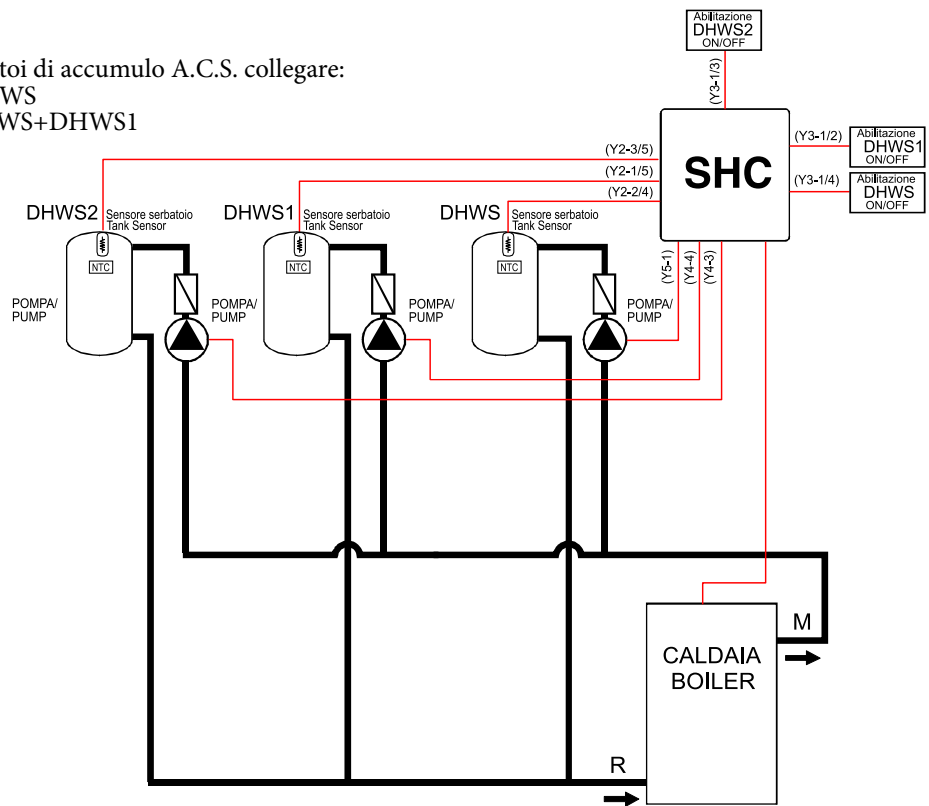 Abilitazione
DHWS2
ON/OFF
toi di accumulo A.C.S. collegare:
WS
WS+DHWS1
(Y3-1/3)
(Y2-3/5)
(Y2-1/5)
(Y2-2/4)
SHC
(Y3-1/2)
Abilitazione
DHWS1
ON/OFF
(Y3-1/4)
Abilitazione
DHWS
ON/OFF
DHWS2
Sensore serbatoio
Tank Sensor
NTC
POMPA/
PUMP
DHWS1
Sensore serbatoio
Tank Sensor
NTC
POMPA/
PUMP
DHWS
Sensore serbatoio
Tank Sensor
NTC
POMPA/
PUMP
POMPA/
PUMP
(Y5-1)
(Y4-4)
(Y4-3)
M
CALDAIA
BOILER
R